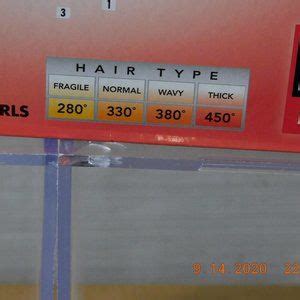 3 1
HAIR TYPE
FRAGILE NORMAL WAVY THICK
RLS 280° 330° 380° 450°
9.14.2020